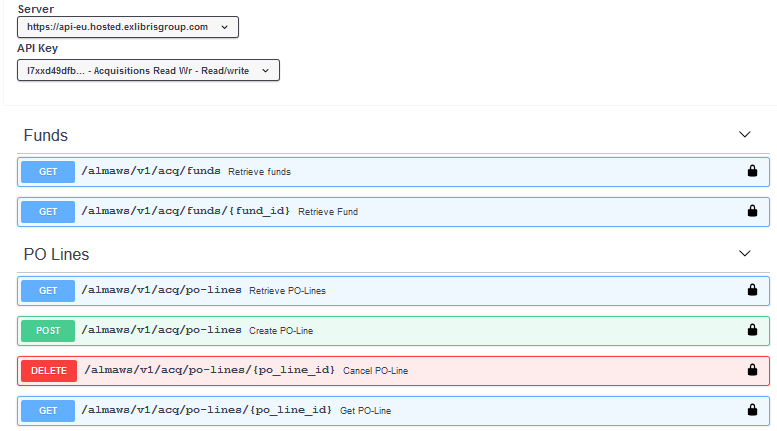 Server
https://api-eu.hosted.exlibrisgroup.com
API Key
l7xxd49dfb... - Acquisitions Read Wr - Read/write
Funds
GET /almaws/v1/acq/funds Retrieve funds
GET /almaws/v1/acq/funds/{fund_id} Retrieve Fund
PO Lines
GET /almaws/v1/acq/po-lines Retrieve PO-Lines
POST /almaws/v1/acq/po-lines Create PO-Line
DELETE /almaws/v1/acq/po-lines/{po_line_id} Cancel PO-Line
GET /almaws/v1/acq/po-lines/{po_line_id} Get PO-Line